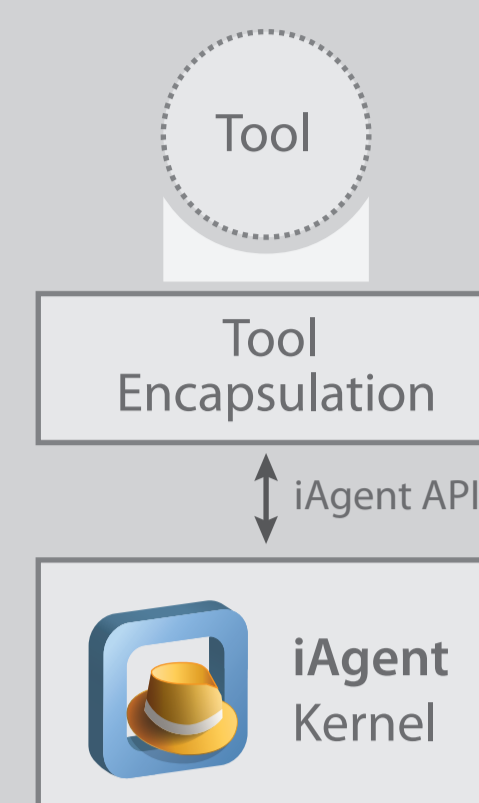 Tool
Tool
Encapsulation
iAgent API
iAgent
Kernel